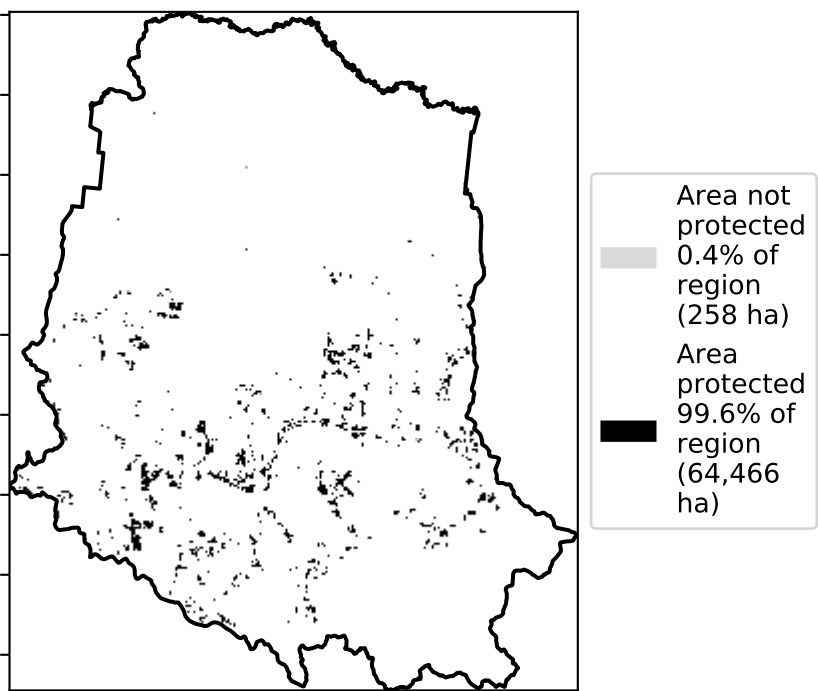 Area not
protected
0.4% of
region
(258 ha)
Area
protected
99.6% of
region
(64,466
ha)